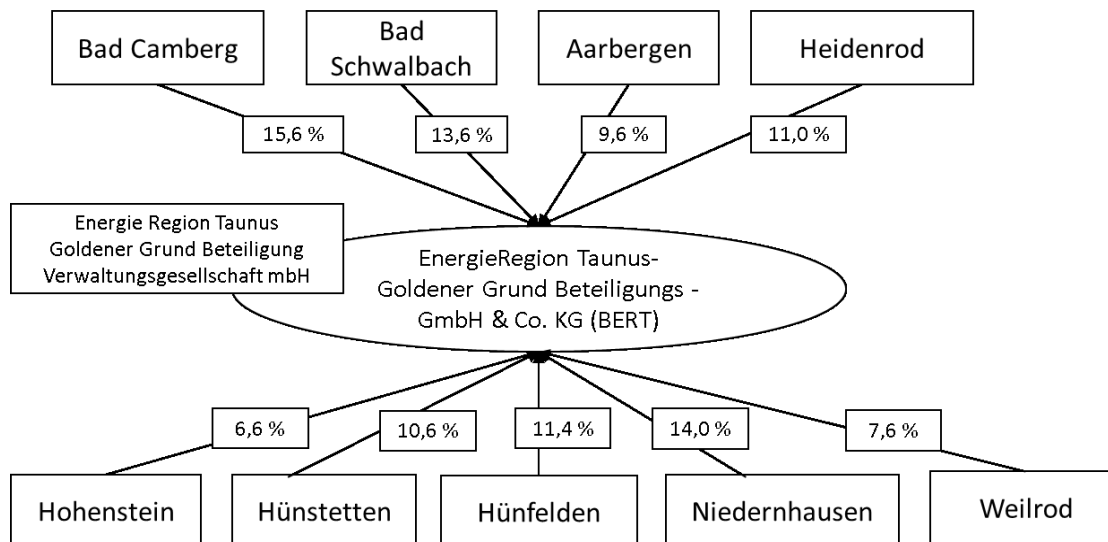 Bad Camberg
Bad
Schwalbach
Aarbergen
Heidenrod
15,6 %
13,6 %
9,6 %
11,0 %
Energie Region Taunus
Goldener Grund Beteiligung
Verwaltungsgesellschaft mbH
EnergieRegion Taunus-
Goldener Grund Beteiligungs -
GmbH & Co. KG (BERT)
6,6 %
10,6 %
11,4 %
14,0 %
7,6 %
Hohenstein
Hünstetten
Hünfelden
Niedernhausen
Weilrod